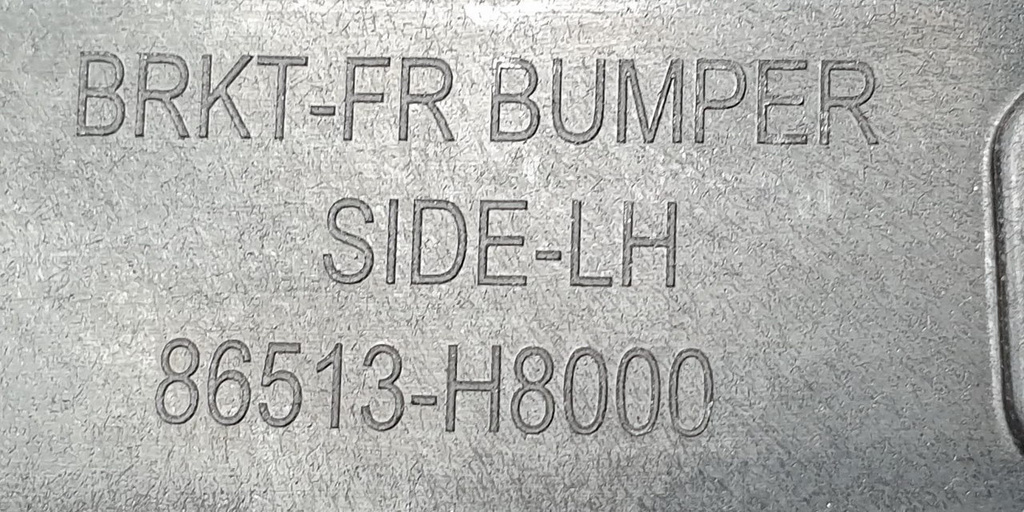 BRKT-FR BUMPER
SIDE-LH
86513-H8000